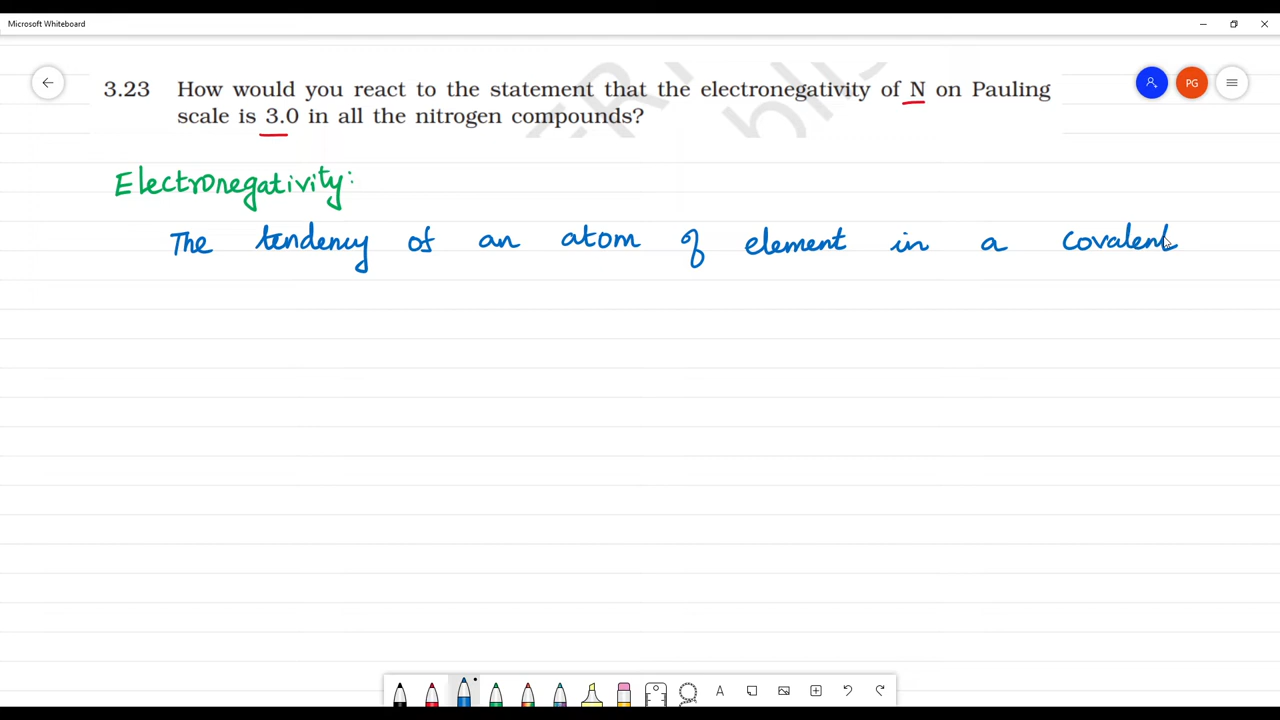 Microsoft Whiteboard
PG
3.23 How would you react to the statement that the electronegativity of N on Pauling
scale is 3.0 in all the nitrogen compounds?
Electronegativity:
The tendency of an atom of element in a covalent
A